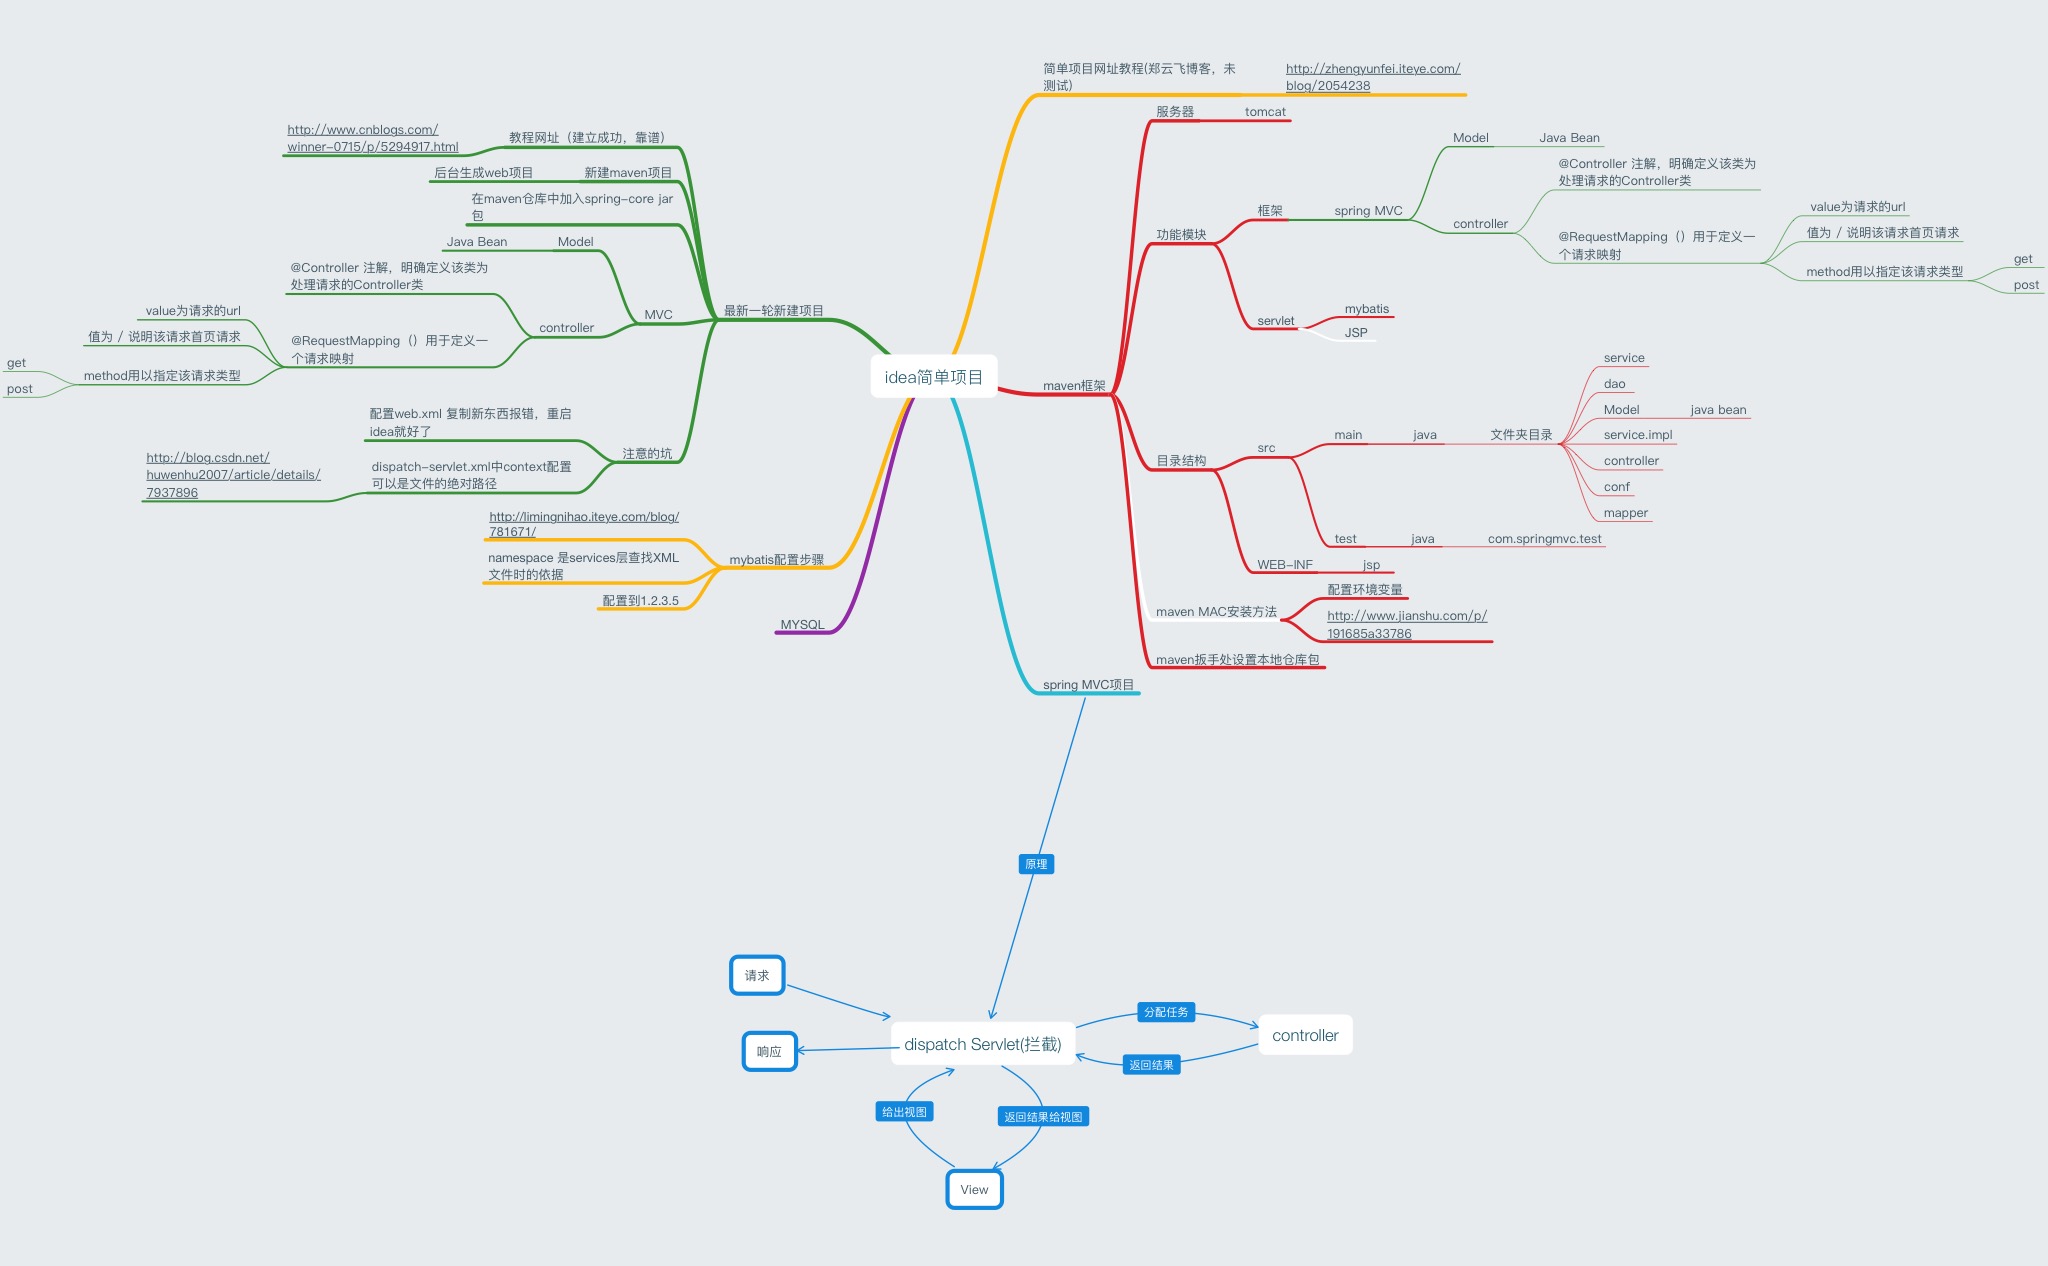 idea简单项目
简单项目网址教程(郑云飞博客，未
测试)
http://zhengyunfei.iteye.com/
blog/2054238
maven框架
服务器
tomcat
功能模块
框架
spring MVC
Model
Java Bean
controller
@Controller 注解，明确定义该类为
处理请求的Controller类
@RequestMapping（）用于定义一
个请求映射
value为请求的url
值为 / 说明该请求首页请求
method用以指定该请求类型
get
post
servlet
mybatis
JSP
目录结构
src
main
java
文件夹目录
service
dao
Model
java bean
service.impl
controller
conf
mapper
test
java
com.springmvc.test
WEB-INF
jsp
maven MAC安装方法
配置环境变量
http://www.jianshu.com/p/
191685a33786
maven扳手处设置本地仓库包
spring MVC项目
最新一轮新建项目
教程网址（建立成功，靠谱）
http://www.cnblogs.com/
winner-0715/p/5294917.html
新建maven项目
后台生成web项目
在maven仓库中加入spring-core jar
包
MVC
Model
Java Bean
controller
@Controller 注解，明确定义该类为
处理请求的Controller类
@RequestMapping（）用于定义一
个请求映射
value为请求的url
值为 / 说明该请求首页请求
method用以指定该请求类型
get
post
注意的坑
配置web.xml 复制新东西报错，重启
idea就好了
dispatch-servlet.xml中context配置
可以是文件的绝对路径
http://blog.csdn.net/
huwenhu2007/article/details/
7937896
mybatis配置步骤
http://limingnihao.iteye.com/blog/
781671/
namespace 是services层查找XML
文件时的依据
配置到1.2.3.5
MYSQL
原理
请求
响应
dispatch Servlet(拦截)
分配任务
返回结果
controller
给出视图
返回结果给视图
View